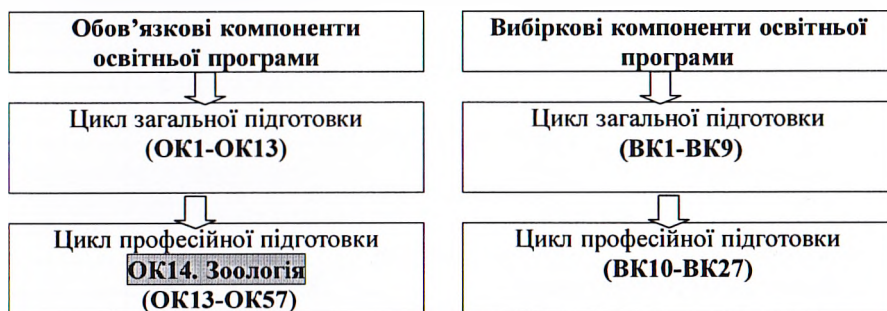 Обов’язкові компоненти
освітньої програми
Цикл загальної підготовки
(ОК1-ОК13)
Цикл професійної підготовки
ОК14. Зоологія
(ОК13-ОК57)
Вибіркові компоненти освітньої
програми
Цикл загальної підготовки
(ВК1-ВК9)
Цикл професійної підготовки
(ВК10-ВК27)